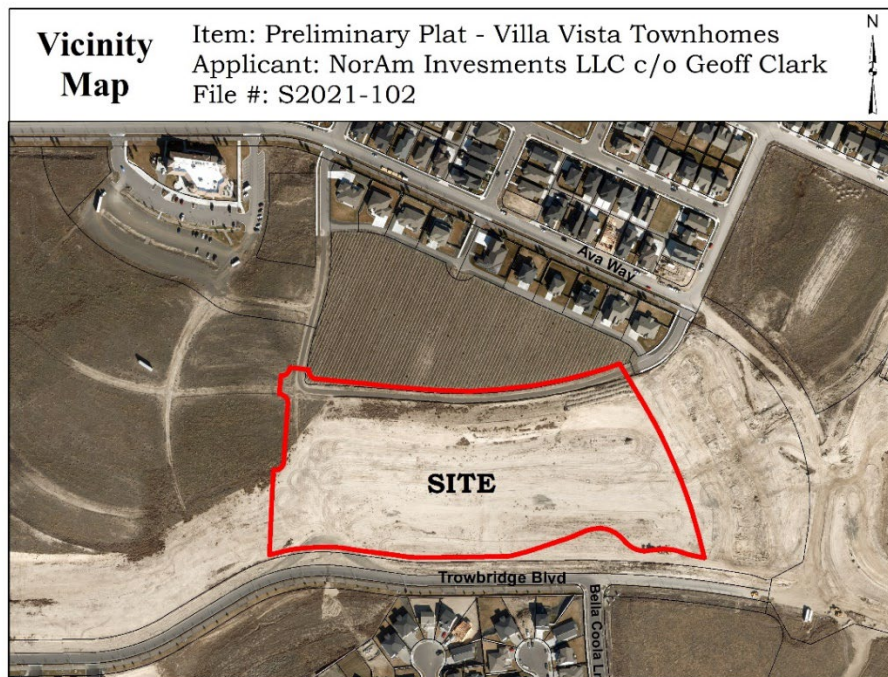 Vicinity
Map
Item: Preliminary Plat - Villa Vista Townhomes
Applicant: NorAm Invesments LLC c/o Geoff Clark
File #: S2021-102
N
Ava Way
SITE
Trowbridge Blvd
Bella Coola Ln